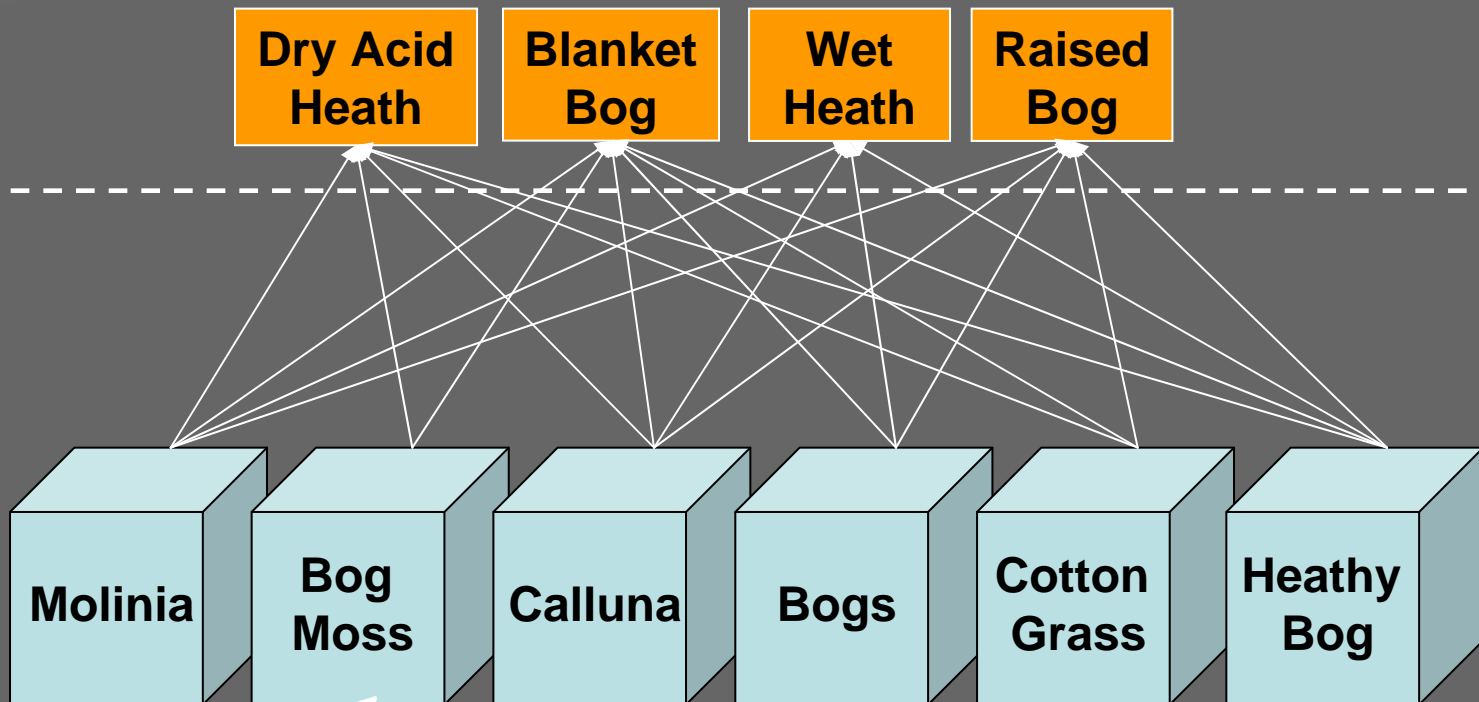 Dry Acid
Heath
Blanket
Bog
Wet
Heath
Raised
Bog
Molinia
Bog
Moss
Calluna
Bogs
Cotton
Grass
Heathy
Bog